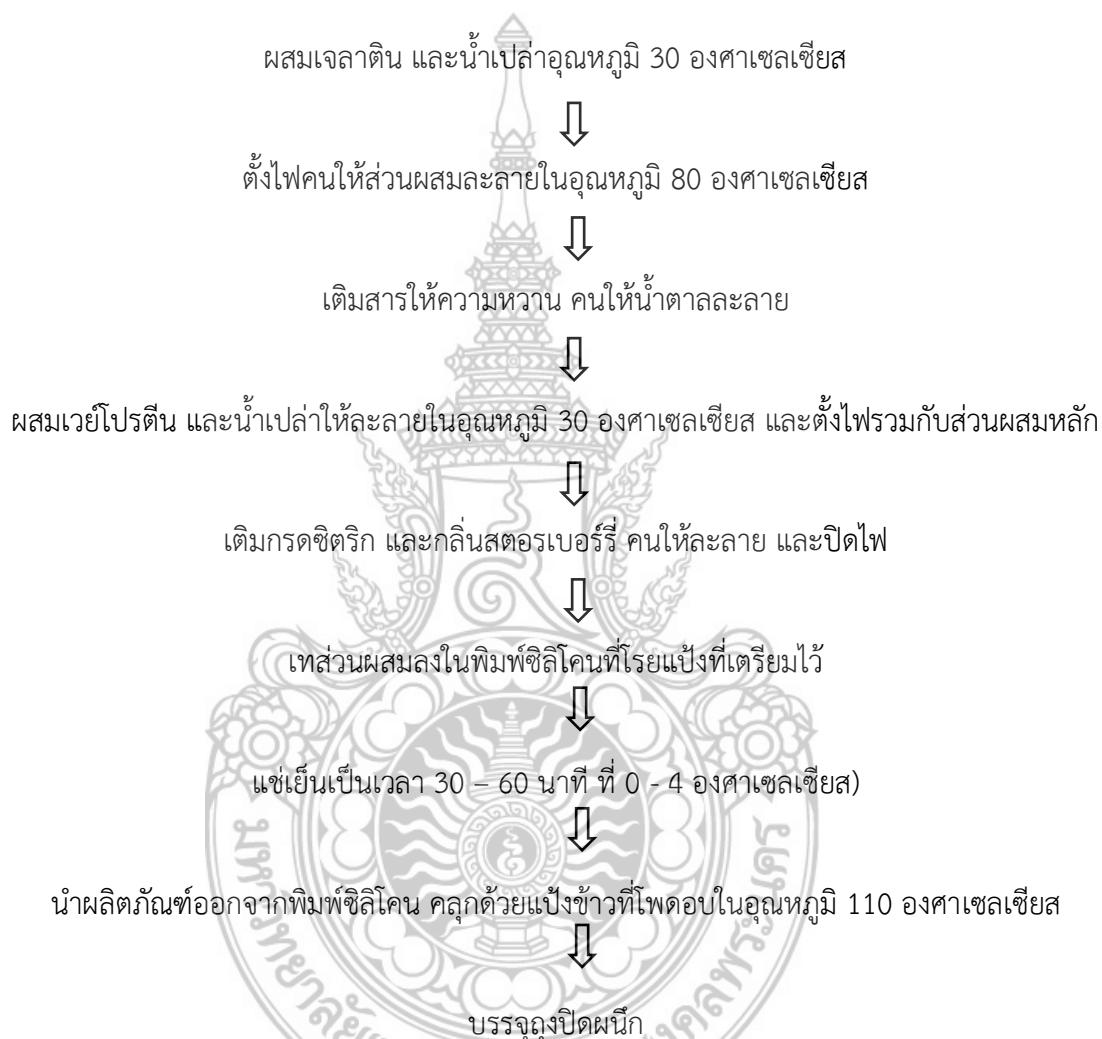 ผสมเจลาติน และน้ำเปล่าอุณหภูมิ 30 องศาเซลเซียส
ตั้งไฟคนให้ส่วนผสมละลายในอุณหภูมิ 80 องศาเซลเซียส
เติมสารให้ความหวาน คนให้น้ำตาลละลาย
ผสมเวย์โปรตีน และน้ำเปล่าให้ละลายในอุณหภูมิ 30 องศาเซลเซียส และตั้งไฟรวมกับส่วนผสมหลัก
เติมกรดซิตริก และกลิ่นสตอรเบอร์รี่ คนให้ละลาย และปิดไฟ
เทส่วนผสมลงในพิมพ์ซิลิโคนที่โรยแป้งที่เตรียมไว้
แช่เย็นเป็นเวลา 30 – 60 นาที ที่ 0 - 4 องศาเซลเซียส)
นำผลิตภัณฑ์ออกจากพิมพ์ซิลิโคน คลุกด้วยแป้งข้าวที่โพดอบในอุณหภูมิ 110 องศาเซลเซียส
บรรจุถุงปิดผนึก